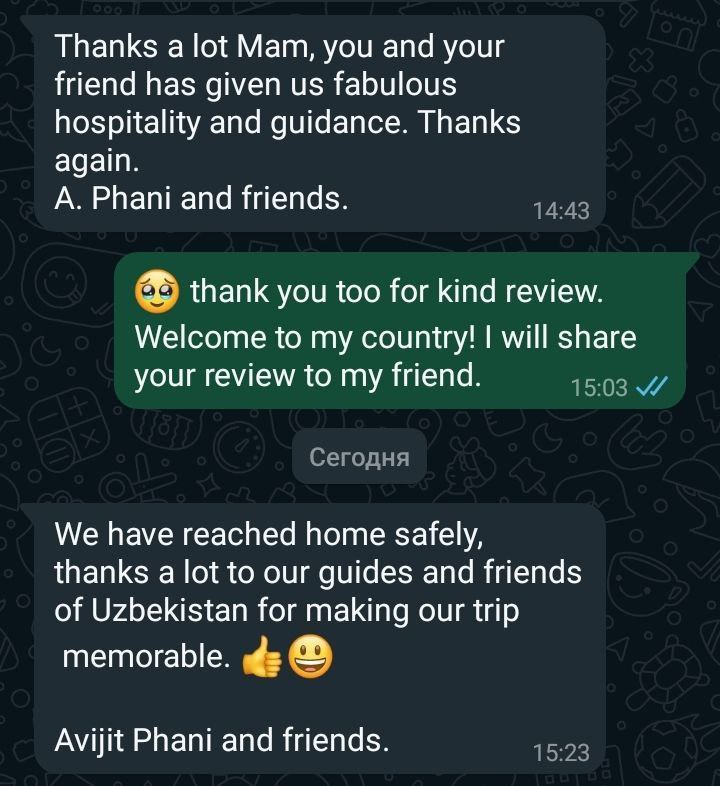 Thanks a lot Mam, you and your
friend has given us fabulous
hospitality and guidance. Thanks
again.
A. Phani and friends.
14:43
🥹 thank you too for kind review.
Welcome to my country! I will share
your review to my friend.
15:03
Сегодня
We have reached home safely,
thanks a lot to our guides and friends
of Uzbekistan for making our trip
memorable. 👍😃
Avijit Phani and friends.
15:23